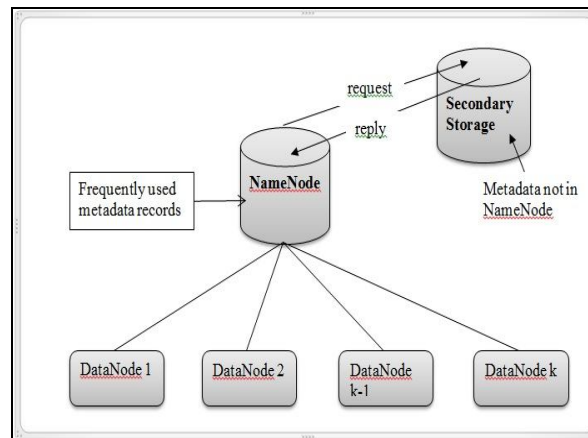 request
reply
Secondary
Storage
NameNode
Frequently used
metadata records
Metadata not in
NameNode
DataNode 1
DataNode 2
DataNode
k-1
DataNode k